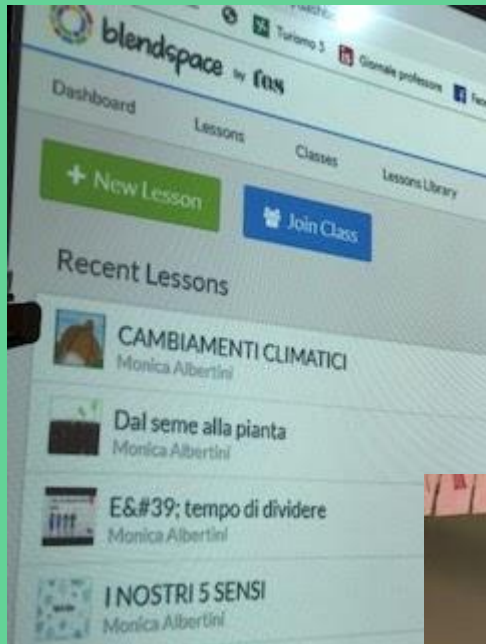 Turismo 3 Giornale professore
blendspace by tes
Dashboard Lessons Classes Lessons Library
+ New Lesson Join Class
Recent Lessons
CAMBIAMENTI CLIMATICI
Monica Albertini
Dal seme alla pianta
Monica Albertini
E&#39; tempo di dividere
Monica Albertini
I NOSTRI 5 SENSI
Monica Albertini